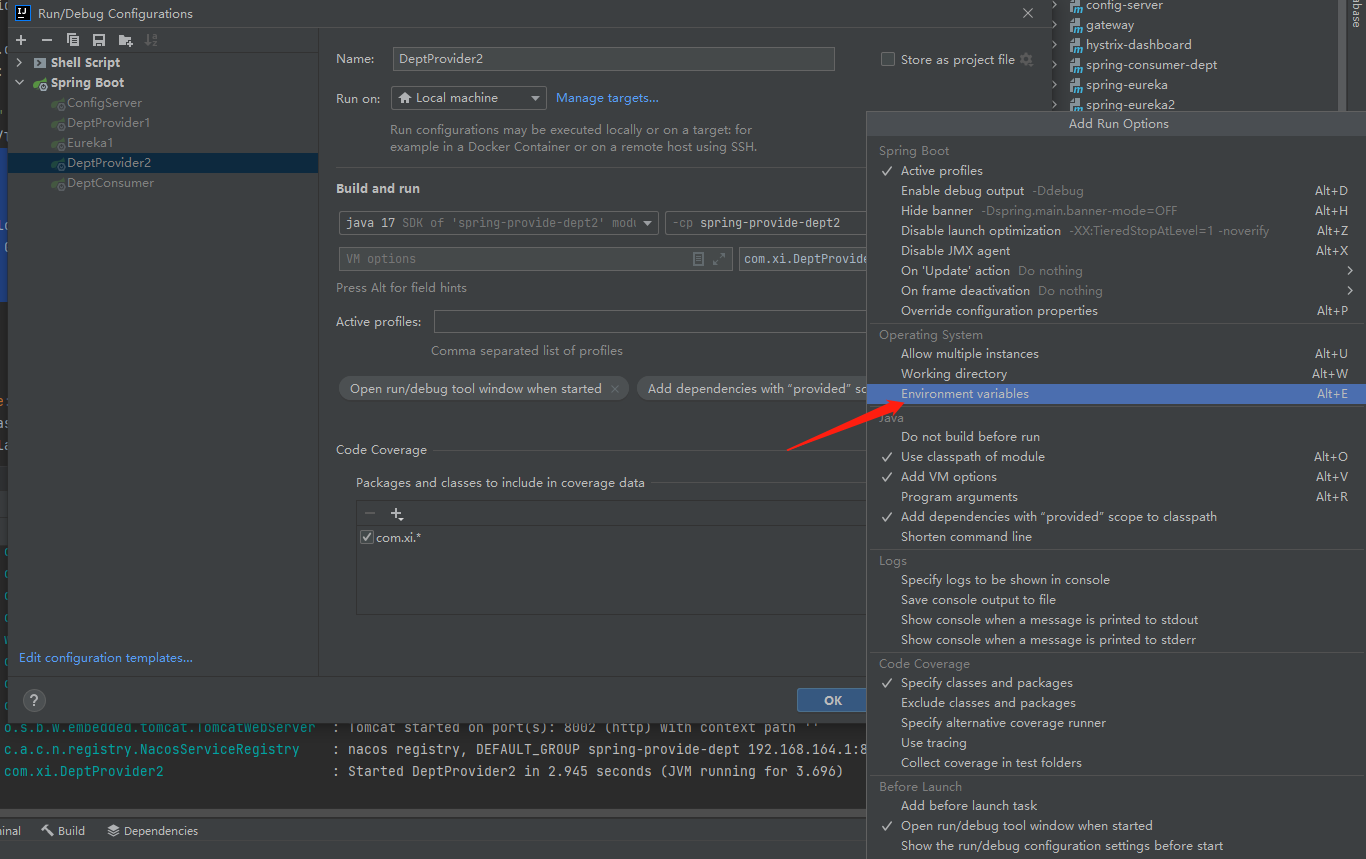 Run/Debug Configurations
Shell Script
Spring Boot
ConfigServer
DeptProvider1
Eureka1
DeptProvider2
DeptConsumer
Edit configuration templates...
Name: DeptProvider2
Store as project file
Run on: Local machine Manage targets...
Run configurations may be executed locally or on a target: for
example in a Docker Container or on a remote host using SSH.
Build and run
java 17 SDK of 'spring-provide-dept2' modu
-cp spring-provide-dept2
VM options
com.xi.DeptProvide
Press Alt for field hints
Active profiles:
Comma separated list of profiles
Open run/debug tool window when started
Add dependencies with “provided” sc
Code Coverage
Packages and classes to include in coverage data
com.xi.*
?
OK
config-server
gateway
hystrix-dashboard
spring-consumer-dept
spring-eureka
spring-eureka2
abase
Add Run Options
Spring Boot
Active profiles
Enable debug output -Ddebug Alt+D
Hide banner -Dspring.main.banner-mode=OFF Alt+H
Disable launch optimization -XX:TieredStopAtLevel=1 -noverify Alt+Z
Disable JMX agent Alt+X
On 'Update' action Do nothing
On frame deactivation Do nothing
Override configuration properties Alt+P
Operating System
Allow multiple instances Alt+U
Working directory Alt+W
Environment variables Alt+E
Java
Do not build before run
Use classpath of module Alt+O
Add VM options Alt+V
Program arguments Alt+R
Add dependencies with “provided” scope to classpath
Shorten command line
Logs
Specify logs to be shown in console
Save console output to file
Show console when a message is printed to stdout
Show console when a message is printed to stderr
Code Coverage
Specify classes and packages
Exclude classes and packages
Specify alternative coverage runner
Use tracing
Collect coverage in test folders
Before Launch
Add before launch task
Open run/debug tool window when started
Show the run/debug configuration settings before start
o.s.b.w.embedded.tomcat.TomcatWebServer : Tomcat started on port(s): 8002 (http) with context path ''
c.a.c.n.registry.NacosServiceRegistry : nacos registry, DEFAULT_GROUP spring-provide-dept 192.168.164.1:8
com.xi.DeptProvider2 : Started DeptProvider2 in 2.945 seconds (JVM running for 3.696)
inal
Build
Dependencies